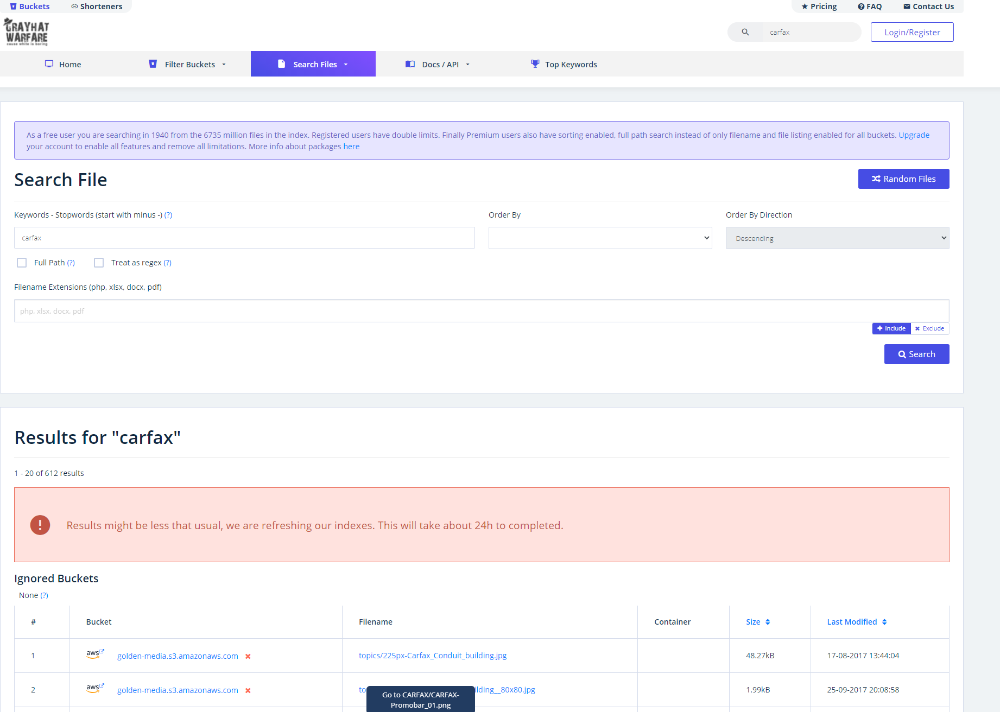 Buckets Shorteners Pricing FAQ Contact Us
GRAYHAT
WARFARE
cause white is boring
carfax Login/Register
Home Filter Buckets Search Files Docs / API Top Keywords
As a free user you are searching in 1940 from the 6735 million files in the index. Registered users have double limits. Finally Premium users also have sorting enabled, full path search instead of only filename and file listing enabled for all buckets. Upgrade
your account to enable all features and remove all limitations. More info about packages here
Search File Random Files
Keywords - Stopwords (start with minus -) (?) Order By Order By Direction
carfax Descending
Full Path (?) Treat as regex (?)
Filename Extensions (php, xlsx, docx, pdf)
php, xlsx, docx, pdf
Include Exclude
Search
Results for "carfax"
1 - 20 of 612 results
Results might be less that usual, we are refreshing our indexes. This will take about 24h to completed.
Ignored Buckets
None (?)
# Bucket Filename Container Size Last Modified
1 aws golden-media.s3.amazonaws.com topics/225px-Carfax_Conduit_building.jpg 48.27kB 17-08-2017 13:44:04
2 aws golden-media.s3.amazonaws.com to ilding__80x80.jpg 1.99kB 25-09-2017 20:08:58
Go to CARFAX/CARFAX-
Promobar_01.png